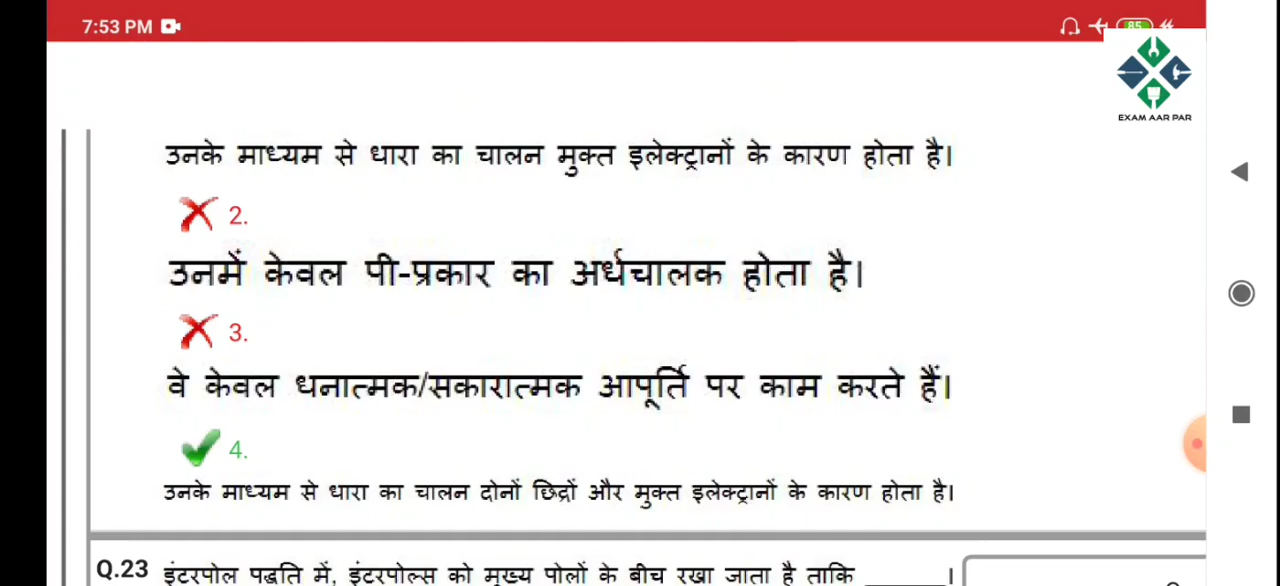 7:53 PM
85
EXAM AAR PAR
उनके माध्यम से धारा का चालन मुक्त इलेक्ट्रानों के कारण होता है।
2.
उनमें केवल पी-प्रकार का अर्धचालक होता है।
3.
वे केवल धनात्मक/सकारात्मक आपूर्ति पर काम करते हैं।
4.
उनके माध्यम से धारा का चालन दोनों छिद्रों और मुक्त इलेक्ट्रानों के कारण होता है।
Q.23 इंटरपोल पद्धति में, इंटरपोल्स को मुख्य पोलों के बीच रखा जाता है ताकि ______।